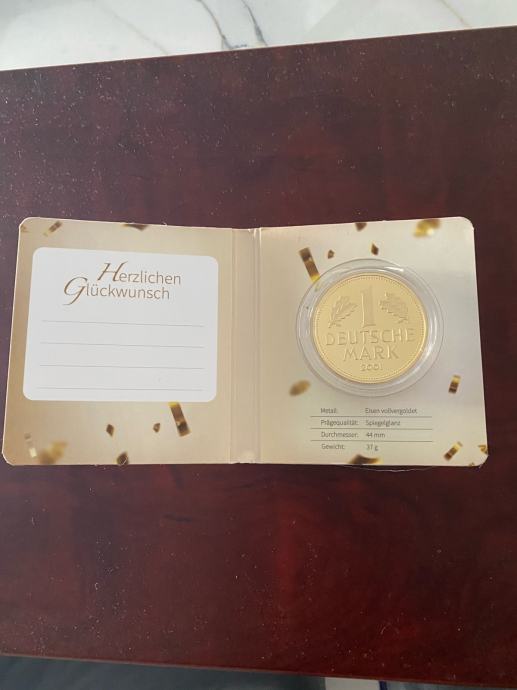 Herzlichen
Glückwunsch
1
DEUTSCHE
MARK
2001
Metall: Eisen vollvergoldet
Prägequalität: Spiegelglanz
Durchmesser: 44 mm
Gewicht: 37 g